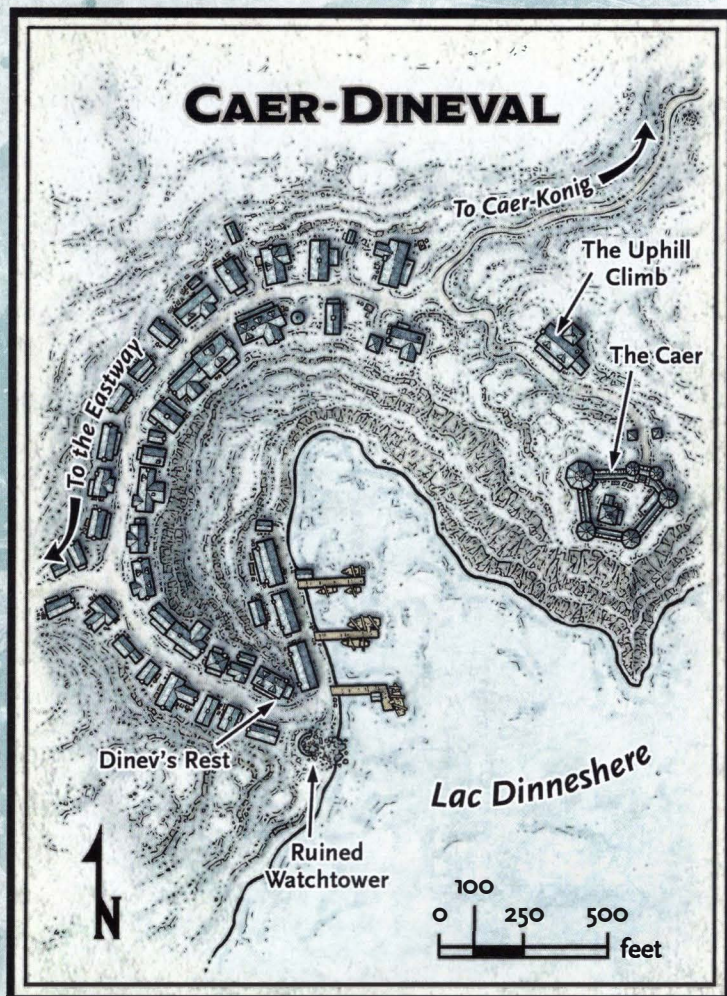 CAER-DINEVAL
To Caer-Konig
The Uphill
Climb
The Caer
To the Eastway
Dinev's Rest
Lac Dinneshere
Ruined
Watchtower
N
100
0 250 500
feet